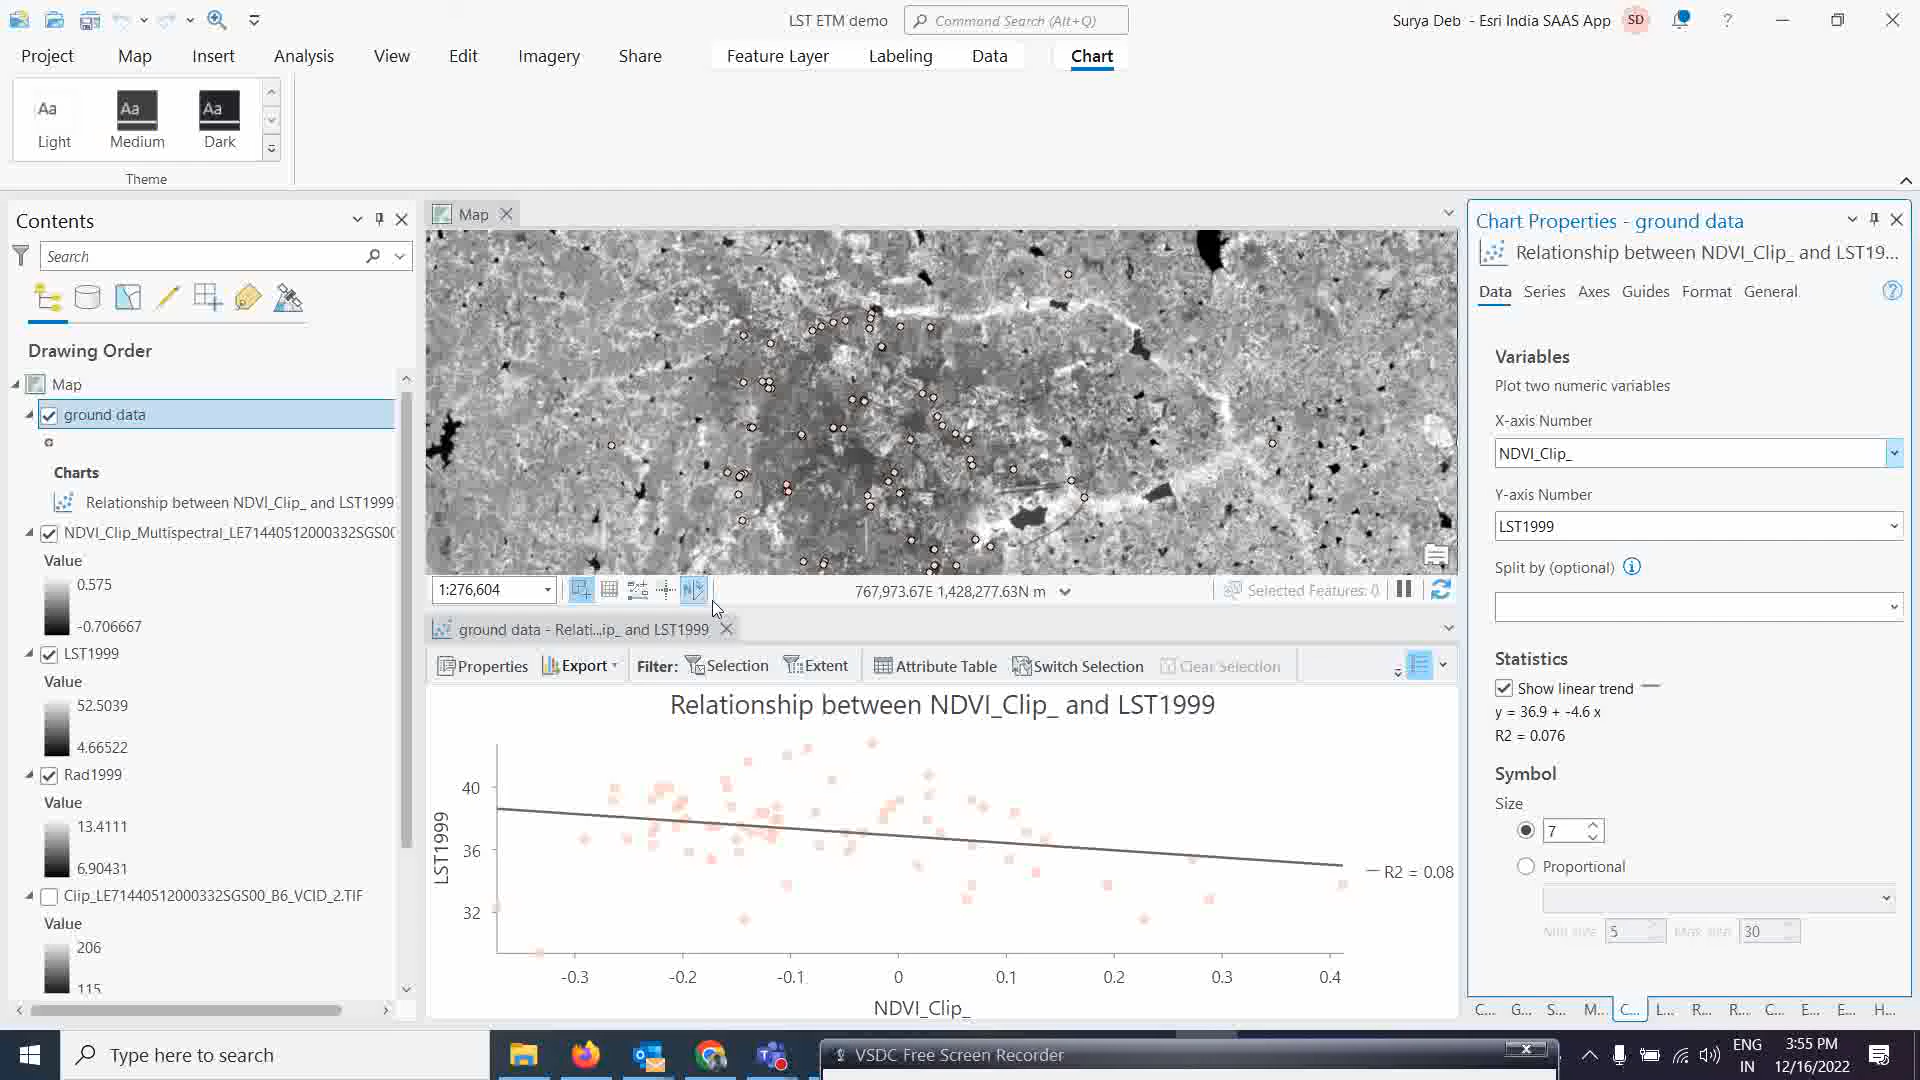 LST ETM demo
Command Search (Alt+Q)
Surya Deb - Esri India SAAS App
SD
?
Project Map Insert Analysis View Edit Imagery Share Feature Layer Labeling Data Chart
Aa Aa Aa
Light Medium Dark
Theme
Contents
Search
Drawing Order
Map
ground data
Charts
Relationship between NDVI_Clip_ and LST1999
NDVI_Clip_Multispectral_LE71440512000332SGS00
Value
0.575
-0.706667
LST1999
Value
52.5039
4.66522
Rad1999
Value
13.4111
6.90431
Clip_LE71440512000332SGS00_B6_VCID_2.TIF
Value
206
115
Map
1:276,604
767,973.67E 1,428,277.63N m
Selected Features: 0
ground data - Relati...ip_ and LST1999
Properties Export Filter: Selection Extent Attribute Table Switch Selection Clear Selection
Relationship between NDVI_Clip_ and LST1999
LST1999
40
36
32
-0.3 -0.2 -0.1 0 0.1 0.2 0.3 0.4
NDVI_Clip_
R2 = 0.08
Chart Properties - ground data
Relationship between NDVI_Clip_ and LST19...
Data Series Axes Guides Format General
?
Variables
Plot two numeric variables
X-axis Number
NDVI_Clip_
Y-axis Number
LST1999
Split by (optional)
Statistics
Show linear trend
y = 36.9 + -4.6 x
R2 = 0.076
Symbol
Size
7
Proportional
Min size 5 Max size 30
C... G... S... M... C... L... R... R... C... E... E... H...
Type here to search
VSDC Free Screen Recorder
ENG
IN
3:55 PM
12/16/2022